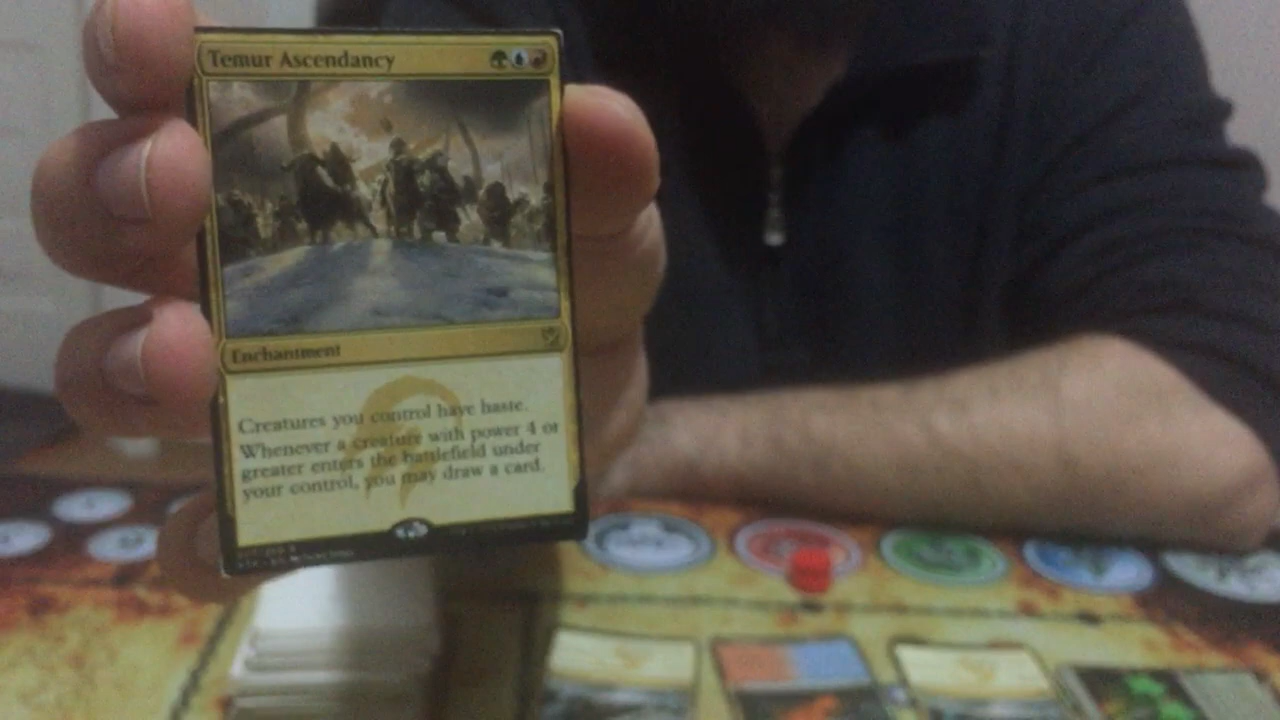 Temur Ascendancy
Enchantment
Creatures you control have haste.
Whenever a creature with power 4 or
greater enters the battlefield under
your control, you may draw a card.